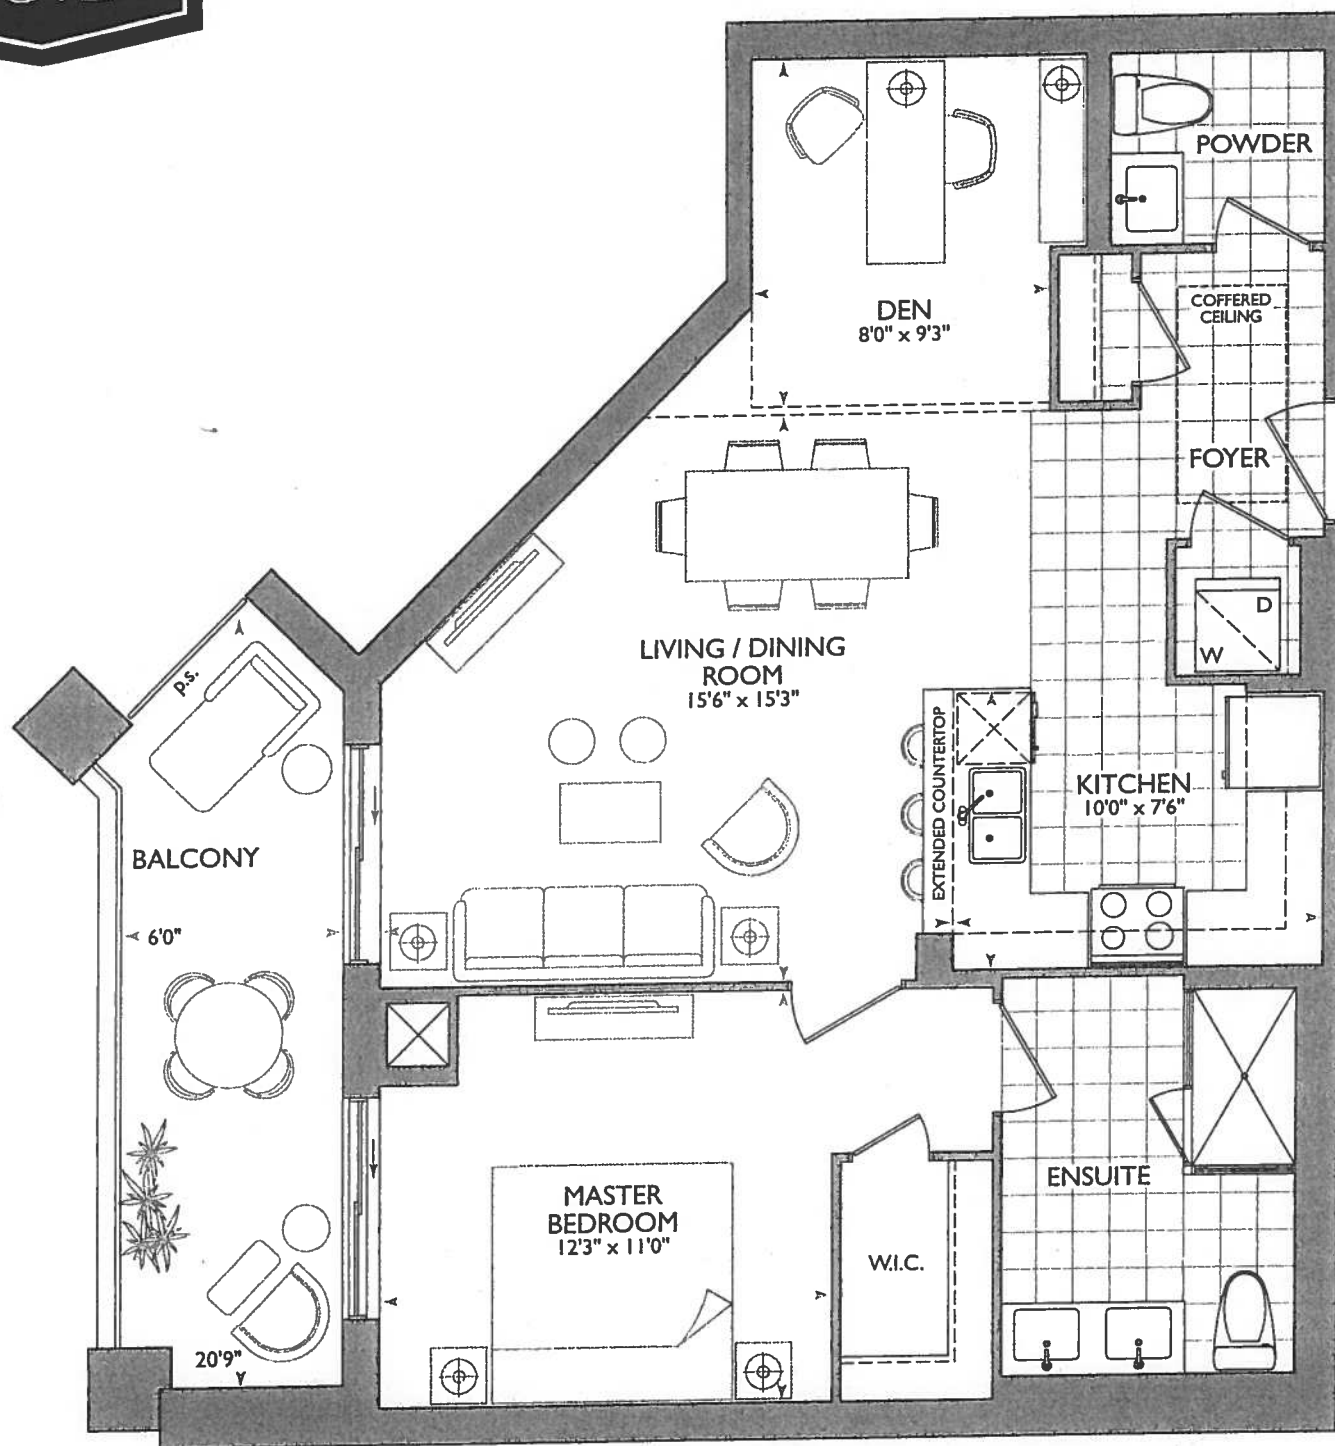 POWDER
COFFERED
CEILING
DEN
8'0" x 9'3"
FOYER
D
W
LIVING / DINING
ROOM
15'6" x 15'3"
p.s.
EXTENDED COUNTERTOP
KITCHEN
10'0" x 7'6"
BALCONY
6'0"
ENSUITE
MASTER
BEDROOM
12'3" x 11'0"
W.I.C.
20'9"